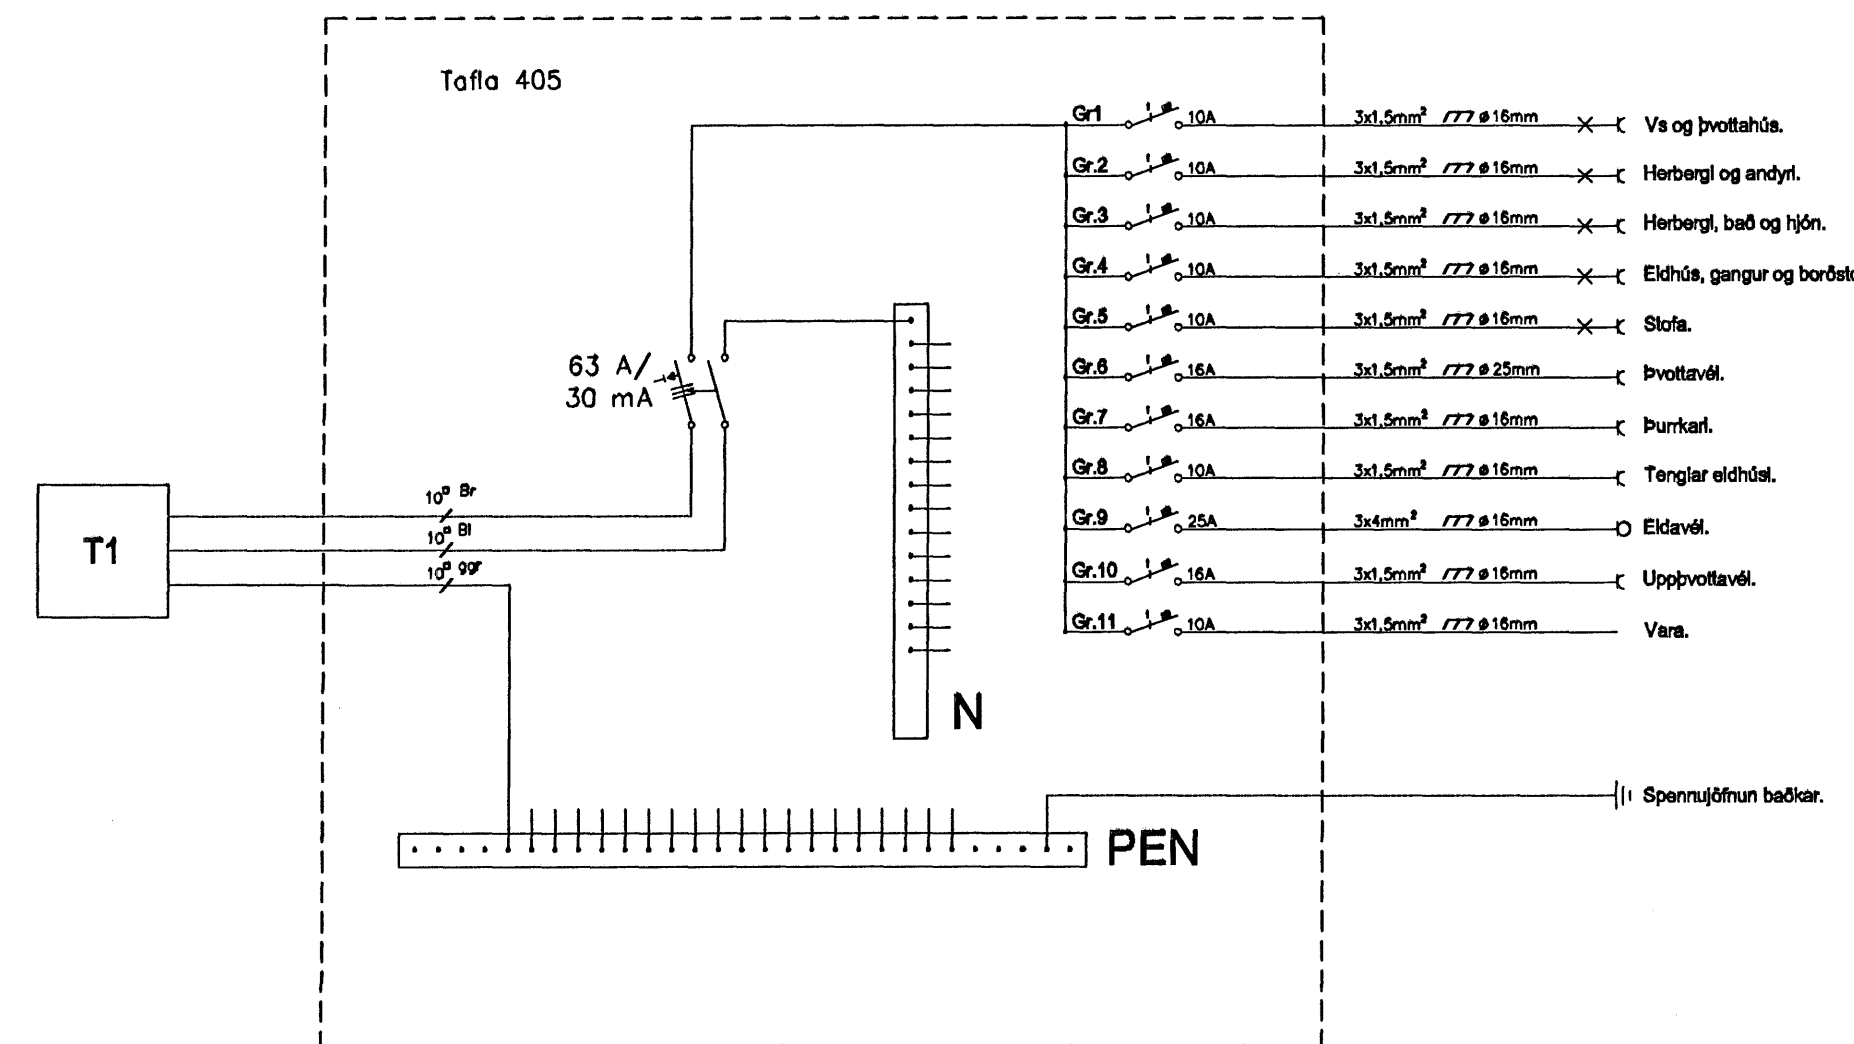 Tafla 405
Gr1 10A 3x1,5mm² ø16mm Vs og þvottahús.
Gr.2 10A 3x1,5mm² ø16mm Herbergi og andyri.
Gr.3 10A 3x1,5mm² ø16mm Herbergi, bað og hjón.
Gr.4 10A 3x1,5mm² ø16mm Eldhús, gangur og borðsto
Gr.5 10A 3x1,5mm² ø16mm Stofa.
63 A/
30 mA
Gr.6 16A 3x1,5mm² ø25mm Þvottavél.
Gr.7 16A 3x1,5mm² ø16mm Þurrkari.
Gr.8 10A 3x1,5mm² ø16mm Tenglar eldhúsi.
Gr.9 25A 3x4mm² ø16mm Eldavél.
Gr.10 16A 3x1,5mm² ø16mm Uppþvottavél.
Gr.11 10A 3x1,5mm² ø16mm Vara.
T1
10▫ Br
10▫ Bl
10▫ ggr
N
Spennujöfnun baðkar.
PEN